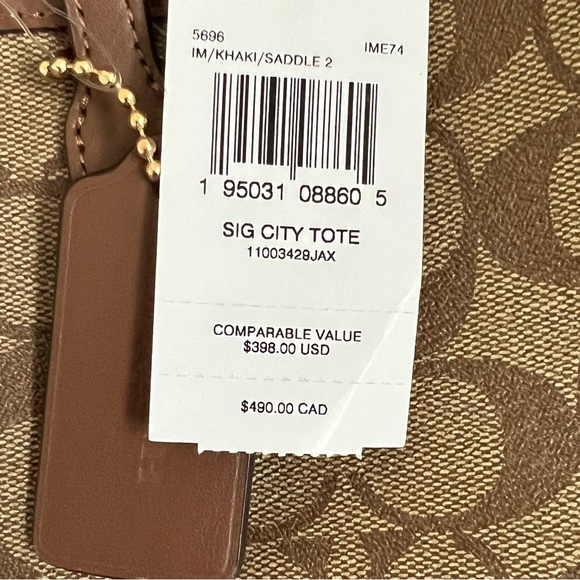 5696
IM/KHAKI/SADDLE 2 IME74
1 95031 08860 5
SIG CITY TOTE
11003429JAX
COMPARABLE VALUE
$398.00 USD
$490.00 CAD